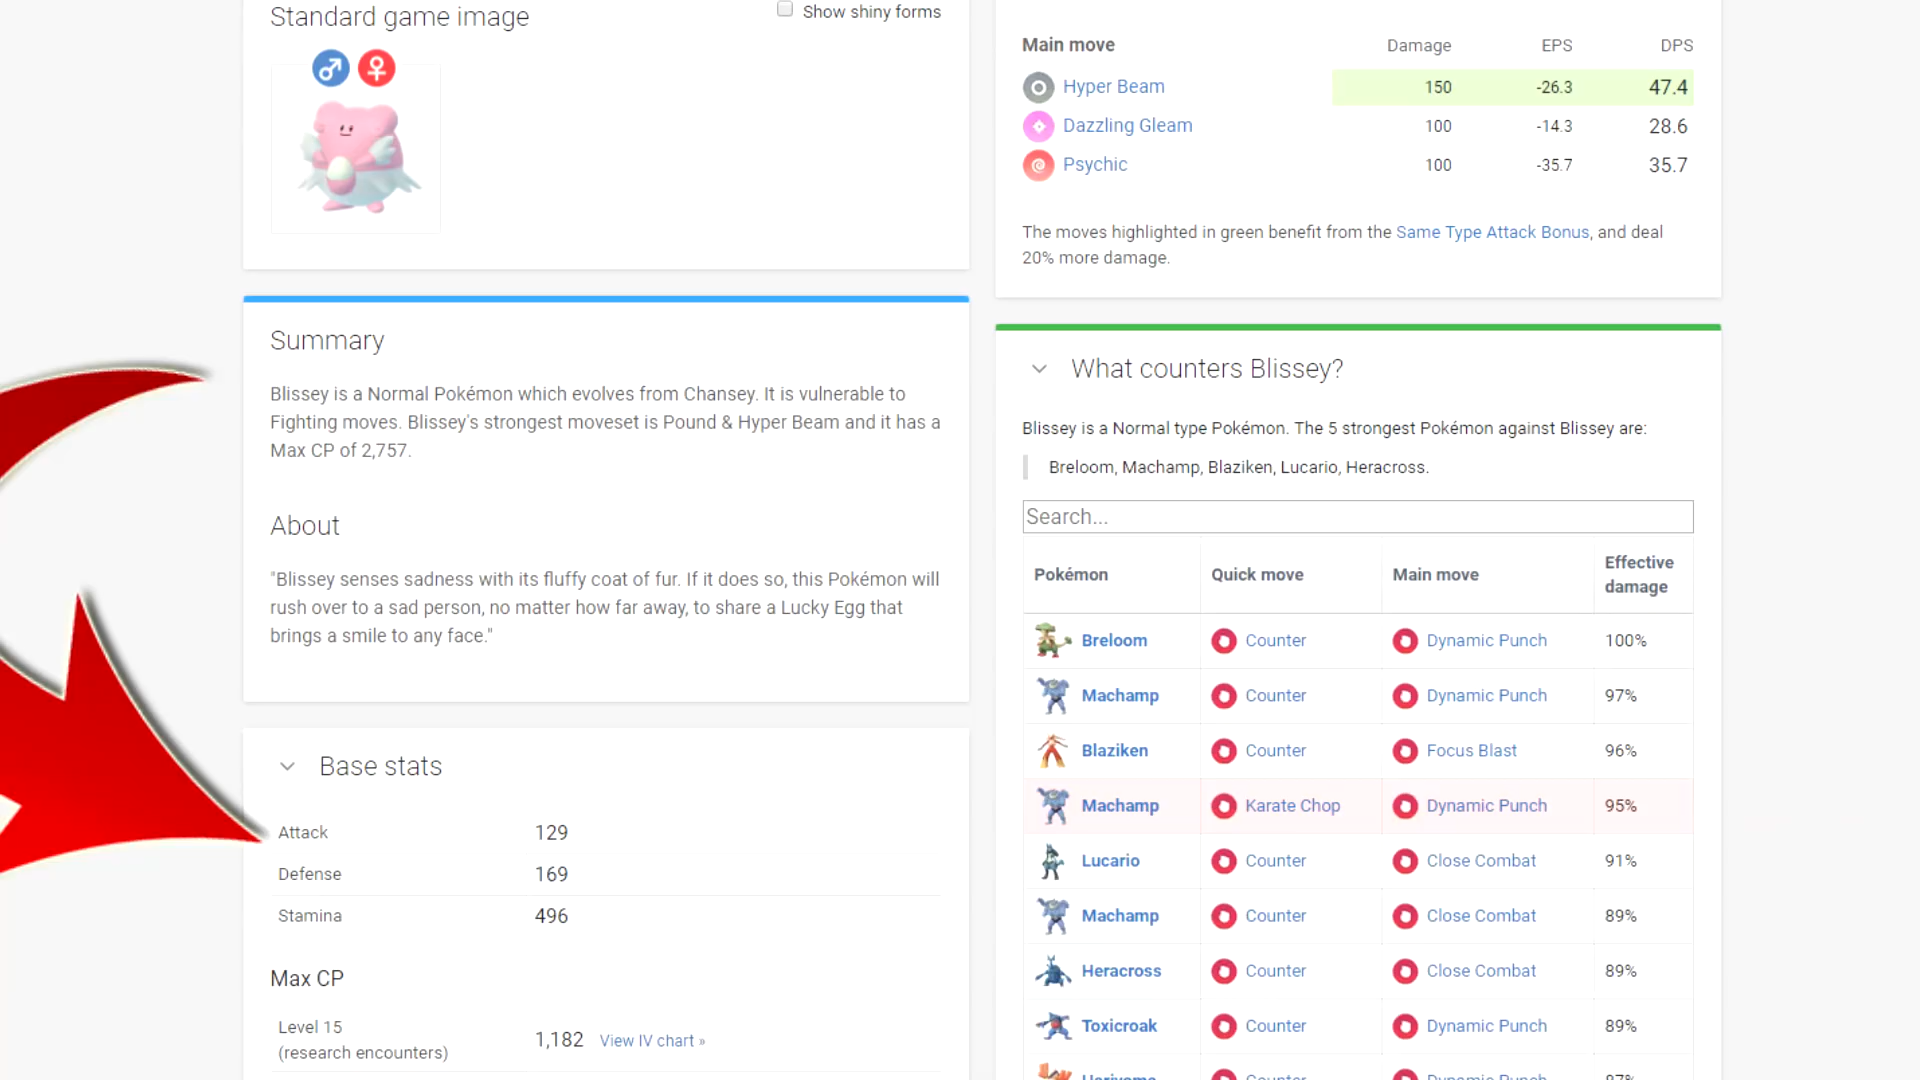 Standard game image
Show shiny forms
Summary
Blissey is a Normal Pokémon which evolves from Chansey. It is vulnerable to
Fighting moves. Blissey's strongest moveset is Pound & Hyper Beam and it has a
Max CP of 2,757.
About
"Blissey senses sadness with its fluffy coat of fur. If it does so, this Pokémon will
rush over to a sad person, no matter how far away, to share a Lucky Egg that
brings a smile to any face."
Base stats
Attack 129
Defense 169
Stamina 496
Max CP
Level 15
(research encounters) 1,182 View IV chart »
Main move Damage EPS DPS
Hyper Beam 150 -26.3 47.4
Dazzling Gleam 100 -14.3 28.6
Psychic 100 -35.7 35.7
The moves highlighted in green benefit from the Same Type Attack Bonus, and deal
20% more damage.
What counters Blissey?
Blissey is a Normal type Pokémon. The 5 strongest Pokémon against Blissey are:
Breloom, Machamp, Blaziken, Lucario, Heracross.
Search...
Pokémon Quick move Main move Effective
damage
Breloom Counter Dynamic Punch 100%
Machamp Counter Dynamic Punch 97%
Blaziken Counter Focus Blast 96%
Machamp Karate Chop Dynamic Punch 95%
Lucario Counter Close Combat 91%
Machamp Counter Close Combat 89%
Heracross Counter Close Combat 89%
Toxicroak Counter Dynamic Punch 89%